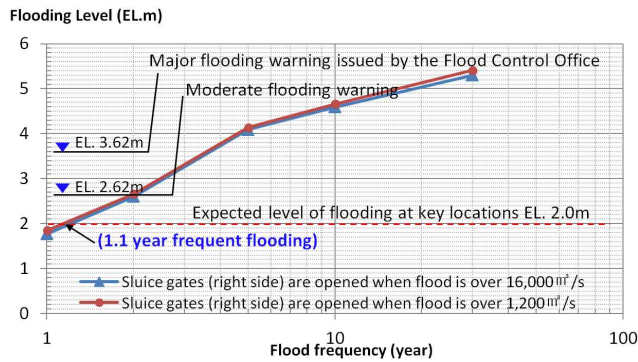 Flooding Level (EL.m)
6
Major flooding warning issued by the Flood Control Office
5
Moderate flooding warning
4
EL. 3.62m
3
EL. 2.62m
Expected level of flooding at key locations EL. 2.0m
2
(1.1 year frequent flooding)
1
Sluice gates (right side) are opened when flood is over 16,000㎥/s
Sluice gates (right side) are opened when flood is over 1,200㎥/s
0
1 10 100
Flood frequency (year)